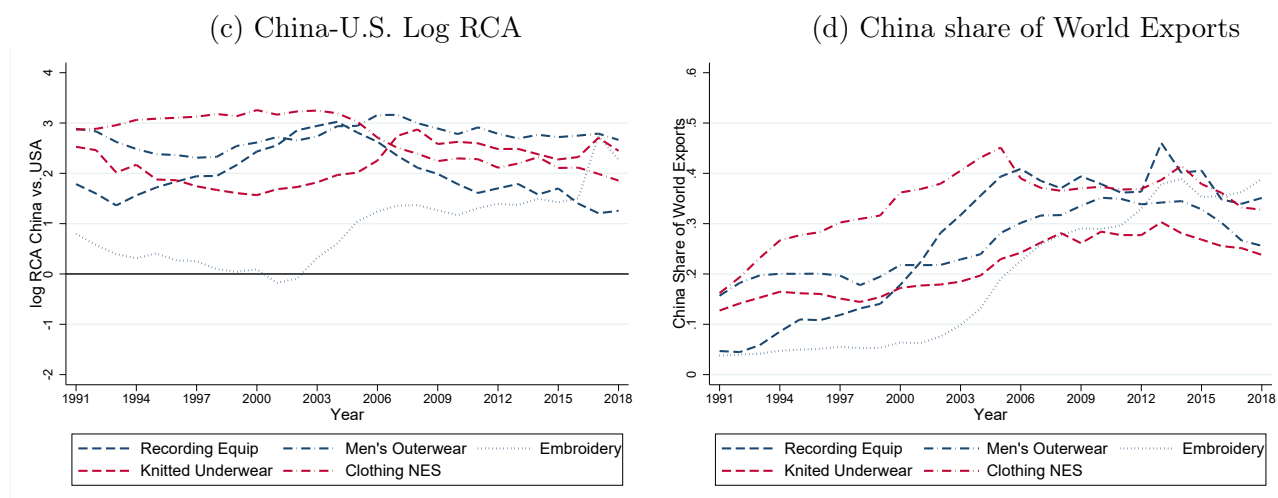 (c) China-U.S. Log RCA
log RCA China vs. USA
4
3
2
1
0
-1
-2
1991 1994 1997 2000 2003 2006 2009 2012 2015 2018
Year
Recording Equip Men's Outerwear Embroidery
Knitted Underwear Clothing NES
(d) China share of World Exports
China Share of World Exports
.6
.5
.4
.3
.2
.1
0
1991 1994 1997 2000 2003 2006 2009 2012 2015 2018
Year
Recording Equip Men's Outerwear Embroidery
Knited Underwear Clothing NES